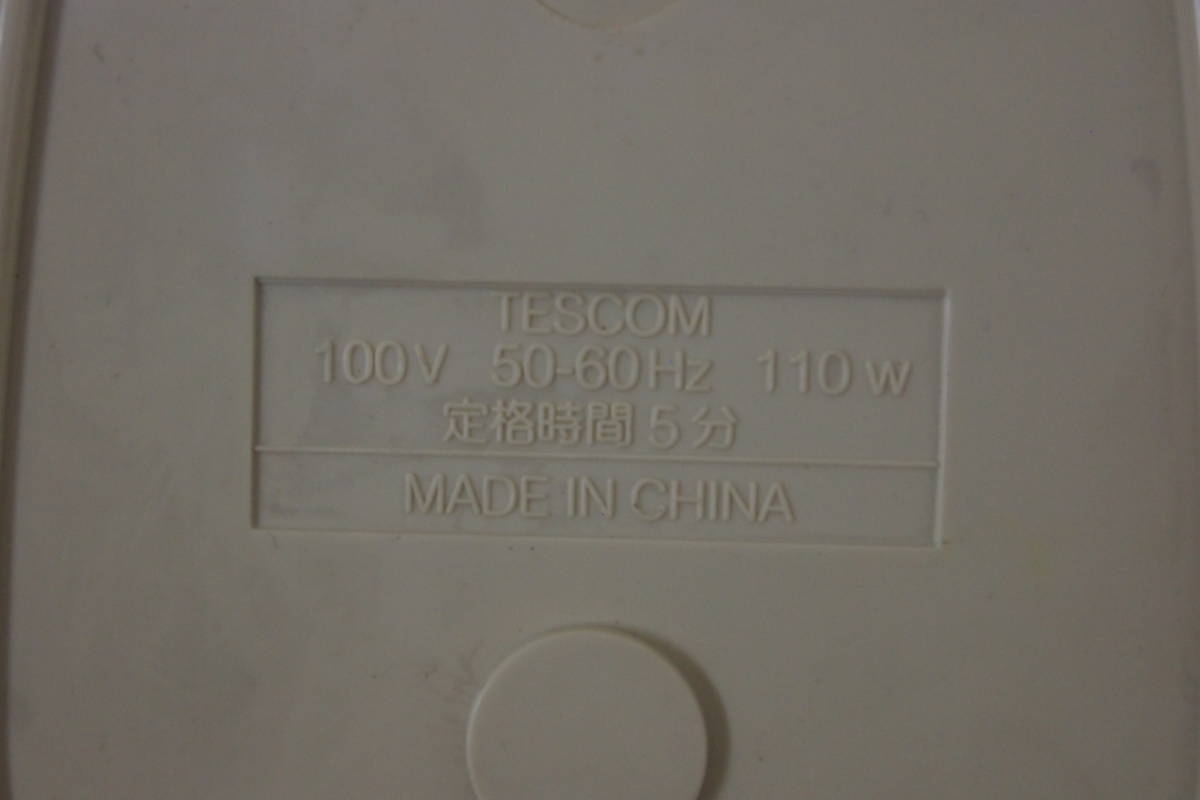 TESCOM
100V 50-60Hz 110W
定格時間 5分
MADE IN CHINA